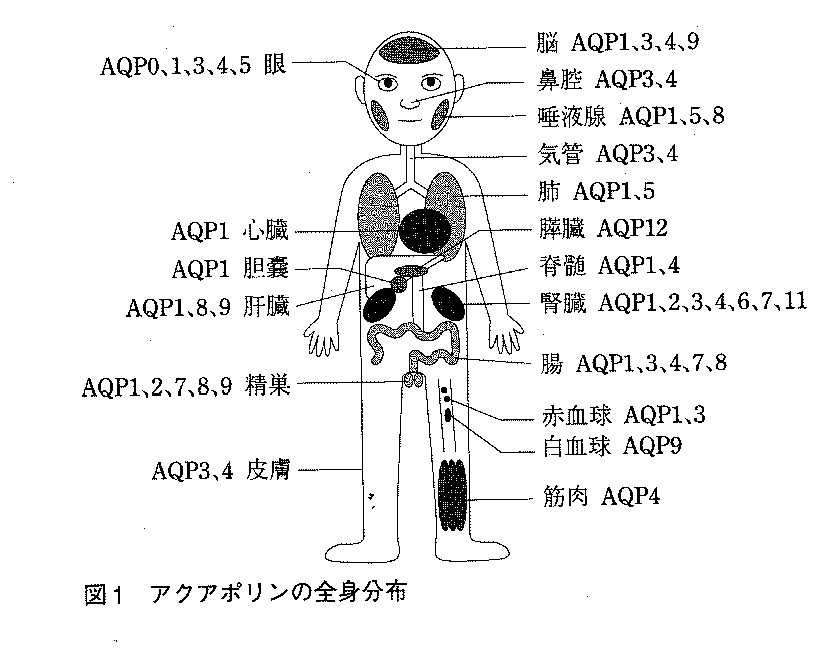 AQP0、1、3、4、5 眼
AQP1 心臓
AQP1 胆嚢
AQP1、8、9 肝臓
AQP1、2、7、8、9 精巣
AQP3、4 皮膚
脳 AQP1、3、4、9
鼻腔 AQP3、4
唾液腺 AQP1、5、8
気管 AQP3、4
肺 AQP1、5
膵臓 AQP12
脊髄 AQP1、4
腎臓 AQP1、2、3、4、6、7、11
腸 AQP1、3、4、7、8
赤血球 AQP1、3
白血球 AQP9
筋肉 AQP4
図1 アクアポリンの全身分布